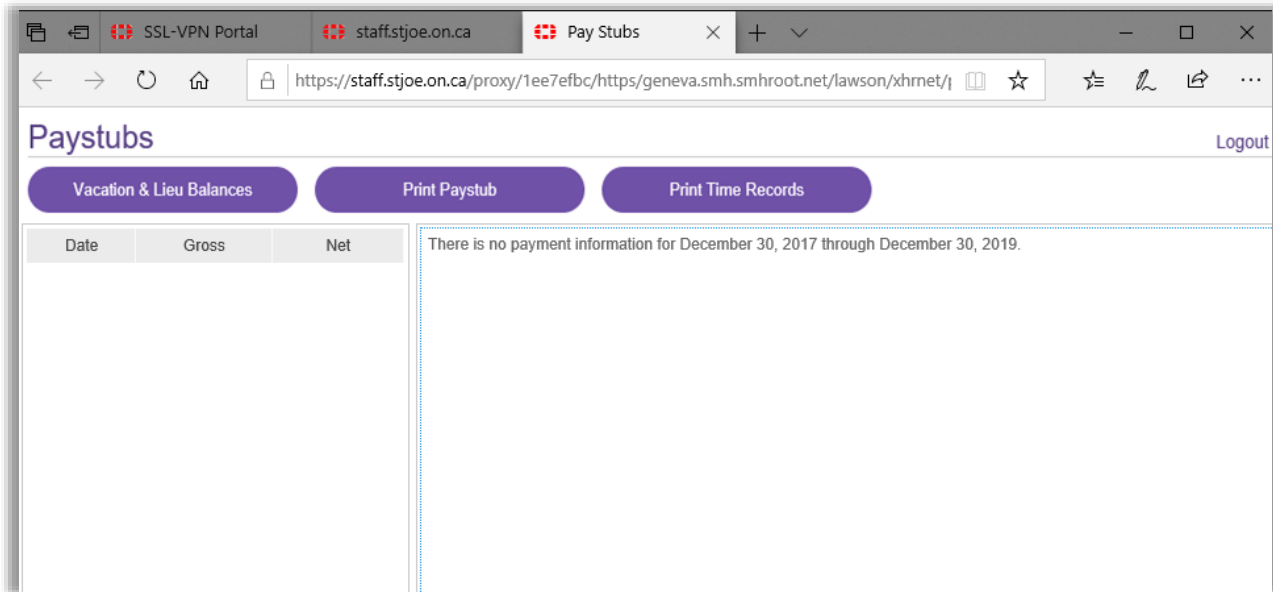 SSL-VPN Portal staff.stjoe.on.ca Pay Stubs
https://staff.stjoe.on.ca/proxy/1ee7efbc/https/geneva.smh.smhroot.net/lawson/xhrnet/
Paystubs
Logout
Vacation & Lieu Balances Print Paystub Print Time Records
Date Gross Net
There is no payment information for December 30, 2017 through December 30, 2019.